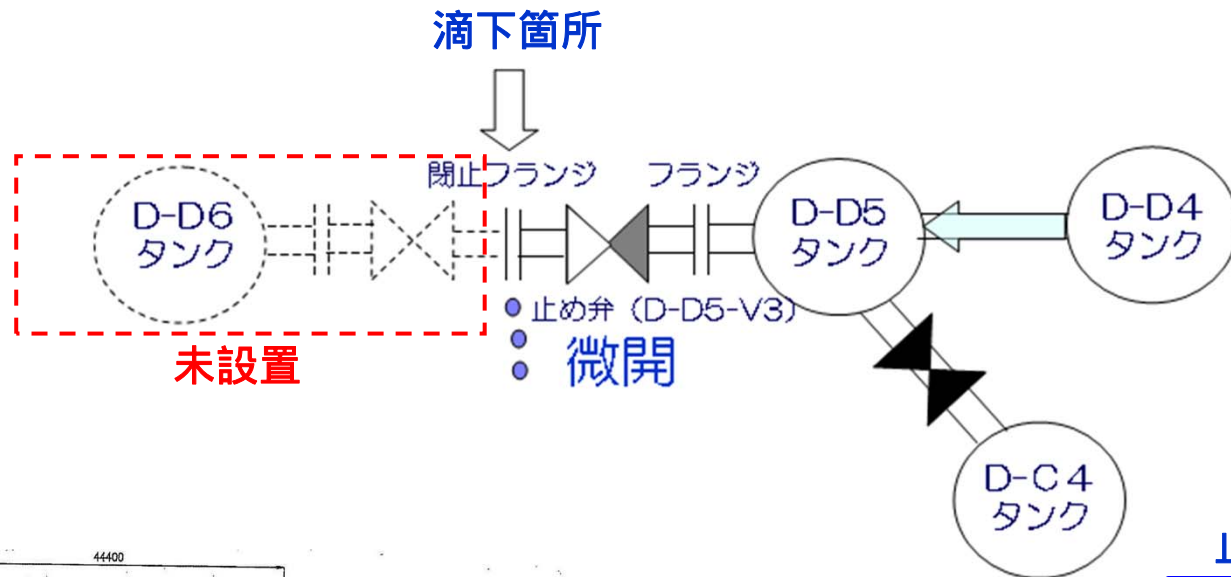 滴下箇所
閉止フランジ
フランジ
D-D6
タンク
D-D5
タンク
D-D4
タンク
止め弁（D-D5-V3）
微開
未設置
D-C4
タンク
44400